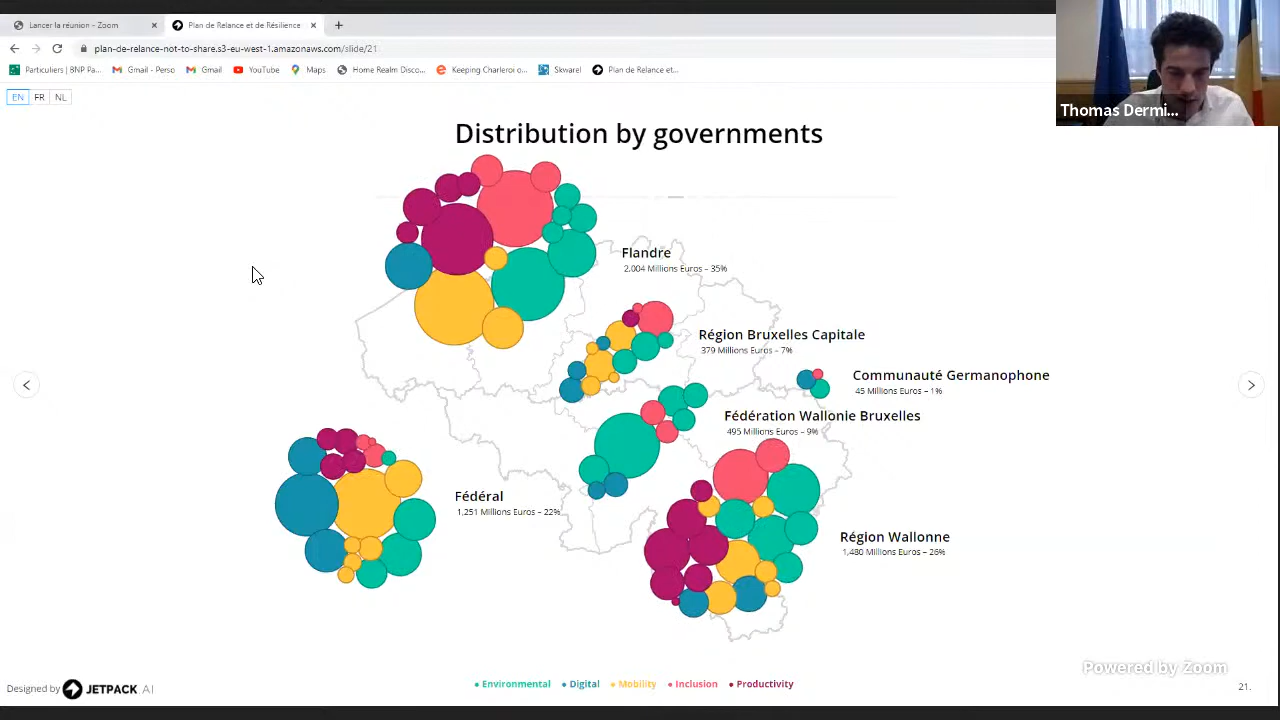 Lancer la réunion - Zoom
Plan de Relance et de Résilience
plan-de-relance-not-to-share.s3-eu-west-1.amazonaws.com/slide/21
Particuliers | BNP Pa...
Gmail - Perso
Gmail
YouTube
Maps
Home Realm Disco...
Keeping Charleroi o...
Skwarel
Plan de Relance et...
Thomas Dermi...
EN
FR
NL
Distribution by governments
Flandre
2.004 Millions Euros – 35%
Région Bruxelles Capitale
379 Millions Euros – 7%
Communauté Germanophone
45 Millions Euros – 1%
Fédération Wallonie Bruxelles
495 Millions Euros – 9%
Fédéral
1,251 Millions Euros – 22%
Région Wallonne
1,480 Millions Euros – 26%
Powered by Zoom
Designed by JETPACK AI
Environmental
Digital
Mobility
Inclusion
Productivity
21.